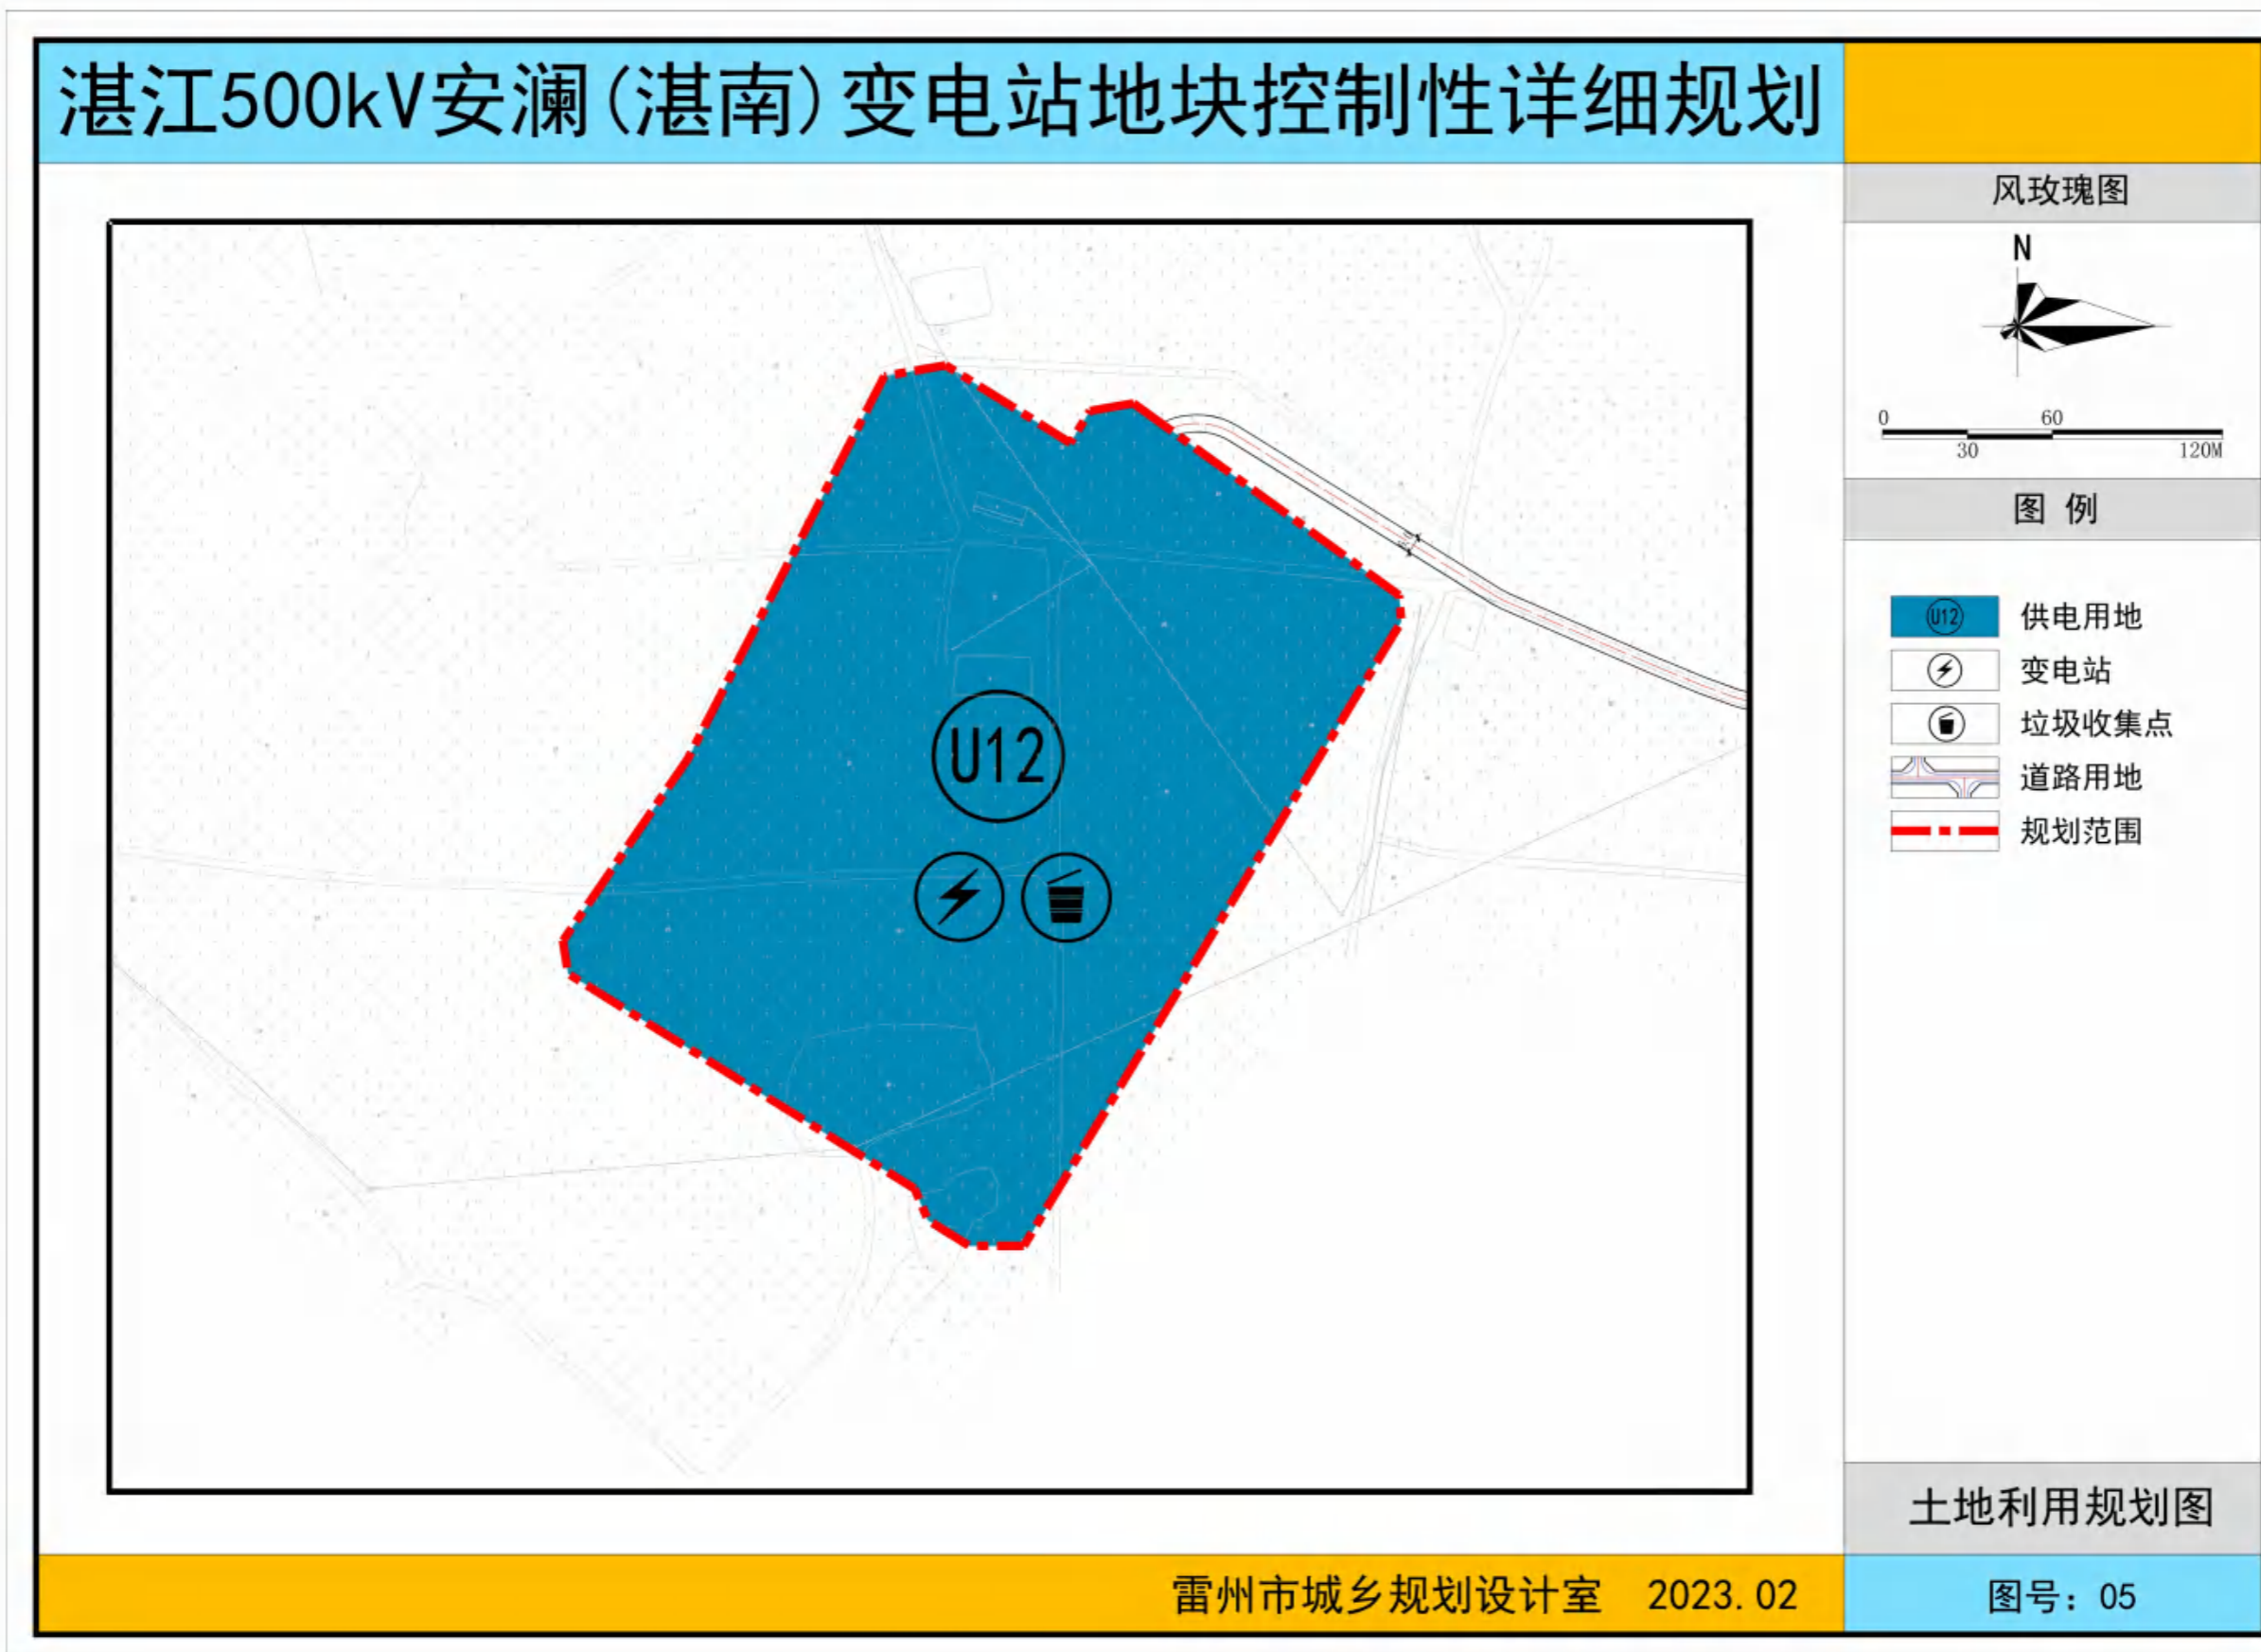 湛江500kV安澜(湛南)变电站地块控制性详细规划
风玫瑰图
N
0 60
30 120M
图 例
U12 供电用地
变电站
垃圾收集点
道路用地
规划范围
U12
土地利用规划图
雷州市城乡规划设计室 2023.02
图号：05